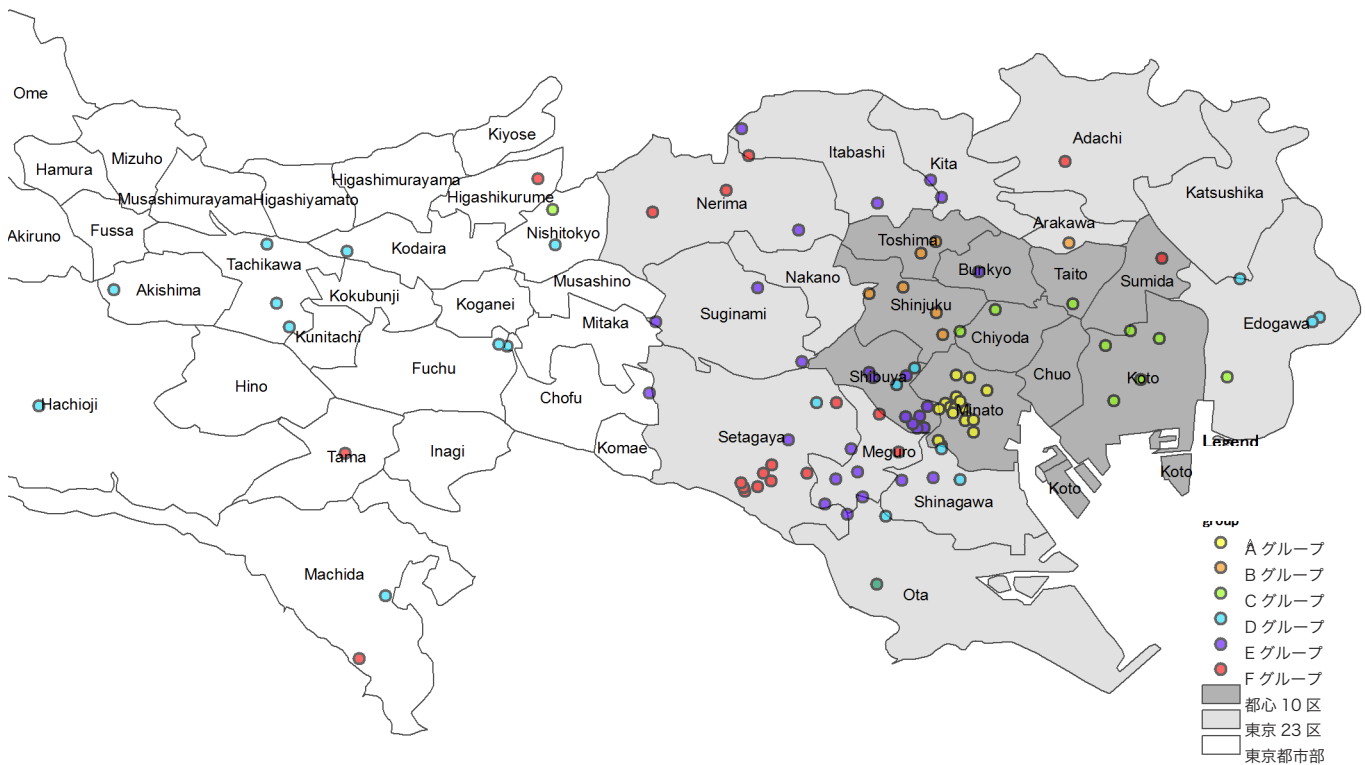 Ome
Kiyose
Adachi
Mizuho
Itabashi
Kita
Hamura
Higashimurayama
Katsushika
Musashimurayama
Higashiyamato
Higashikurume
Nerima
Arakawa
Fussa
Nishitokyo
Akiruno
Kodaira
Toshima
Tachikawa
Bunkyo
Taito
Sumida
Musashino
Nakano
Akishima
Kokubunji
Koganei
Shinjuku
Suginami
Mitaka
Edogawa
Kunitachi
Chiyoda
Fuchu
Chuo
Shibuya
Koto
Hino
Chofu
Hachioji
Minato
Setagaya
Legend
Komae
Inagi
Meguro
Tama
Koto
Koto
Shinagawa
group
Machida
Ota
A グループ
B グループ
C グループ
D グループ
E グループ
F グループ
都心 10 区
東京 23 区
東京都市部